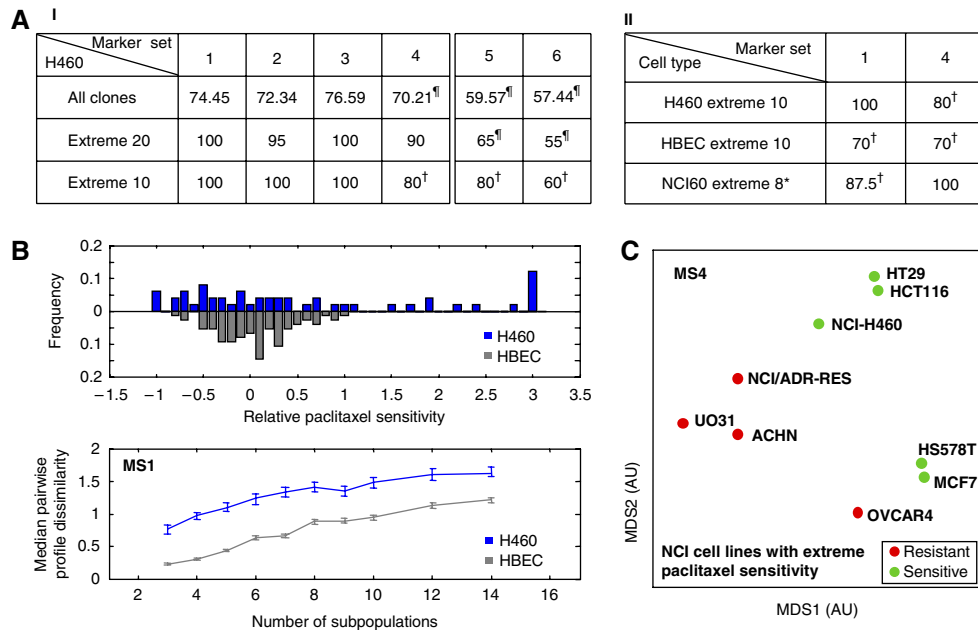 A
I
Marker set
H460
1 2 3 4 5 6
All clones 74.45 72.34 76.59 70.21¶ 59.57¶ 57.44¶
Extreme 20 100 95 100 90 65¶ 55¶
Extreme 10 100 100 100 80† 80† 60†
II
Marker set
Cell type
1 4
H460 extreme 10 100 80†
HBEC extreme 10 70† 70†
NCI60 extreme 8* 87.5† 100
B
0.2
0.1
0
0.1
0.2
Frequency
H460
HBEC
−1.5 −1 −0.5 0 0.5 1 1.5 2 2.5 3 3.5
Relative paclitaxel sensitivity
MS1
2
1.5
1
0.5
0
Median pairwise
profile dissimilarity
H460
HBEC
2 4 6 8 10 12 14 16
Number of subpopulations
C
MS4
HT29
HCT116
NCI-H460
NCI/ADR-RES
UO31
ACHN
HS578T
MCF7
OVCAR4
NCI cell lines with extreme
paclitaxel sensitivity
Resistant
Sensitive
MDS2 (AU)
MDS1 (AU)